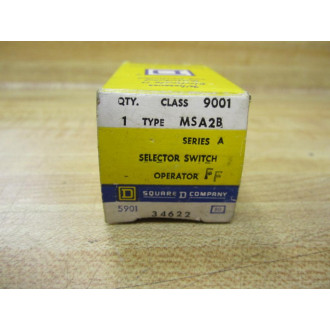 QTY. CLASS 9001
1 TYPE MSA2B
SERIES A
SELECTOR SWITCH
OPERATOR FF
D SQUARE D COMPANY
5901 34622